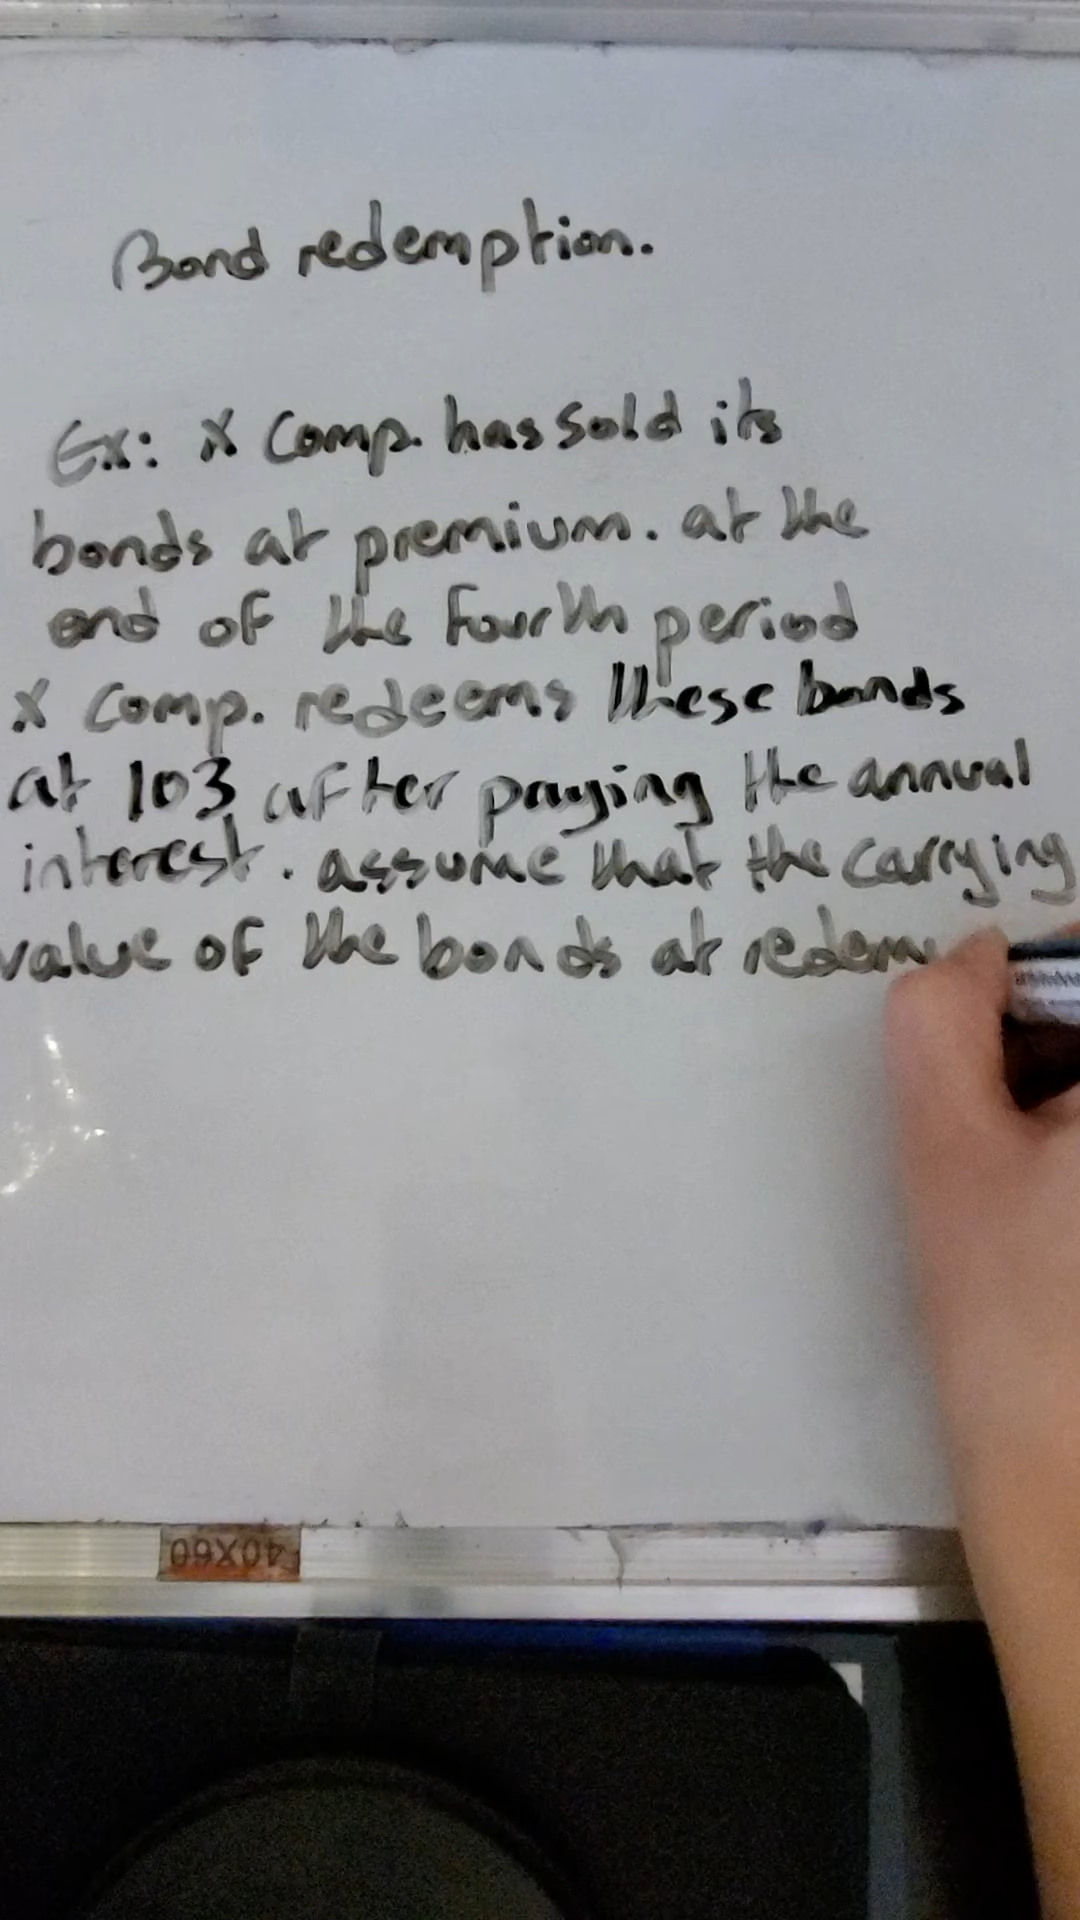 Bond redemption.
Ex: X Comp. has sold its
bonds at premium. at the
end of the fourth period
X Comp. redeems these bonds
at 103 after paying the annual
interest. assume that the carrying
value of the bonds at redem
40X60